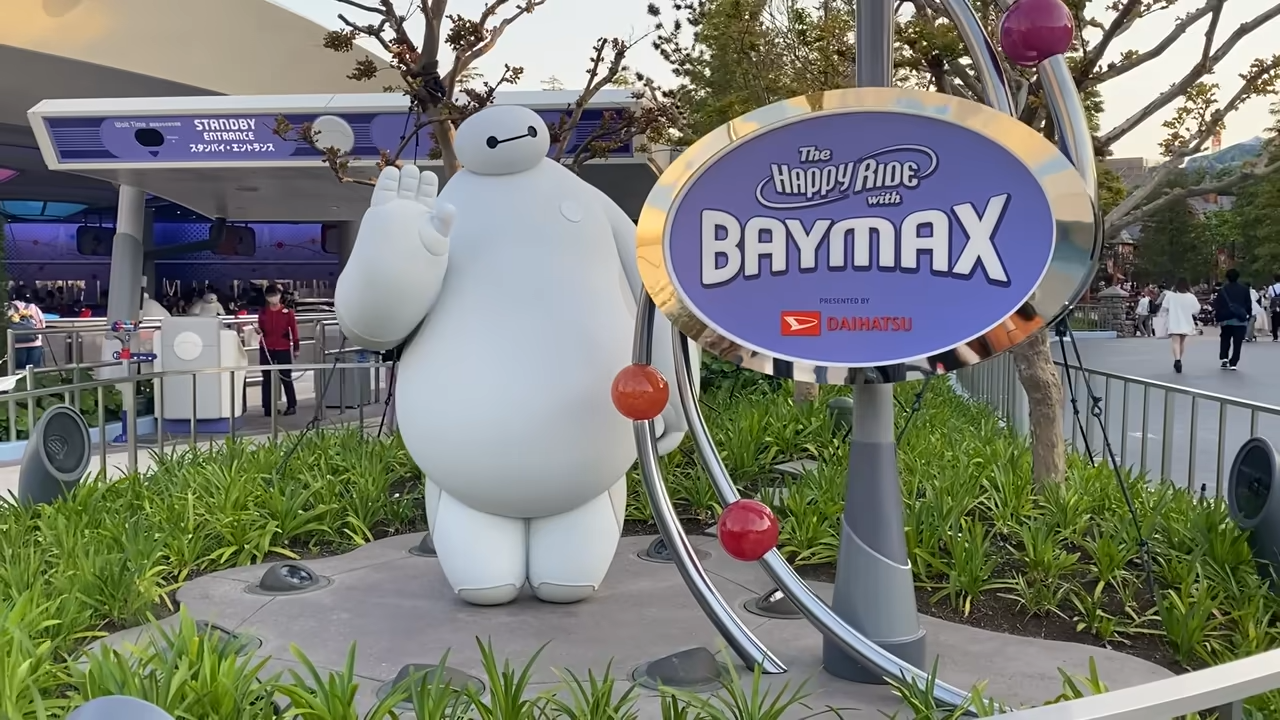 Wait Time
STANDBY
ENTRANCE
スタンバイ・エントランス
The
HAPPY RIDE
with
BAYMAX
PRESENTED BY
DAIHATSU